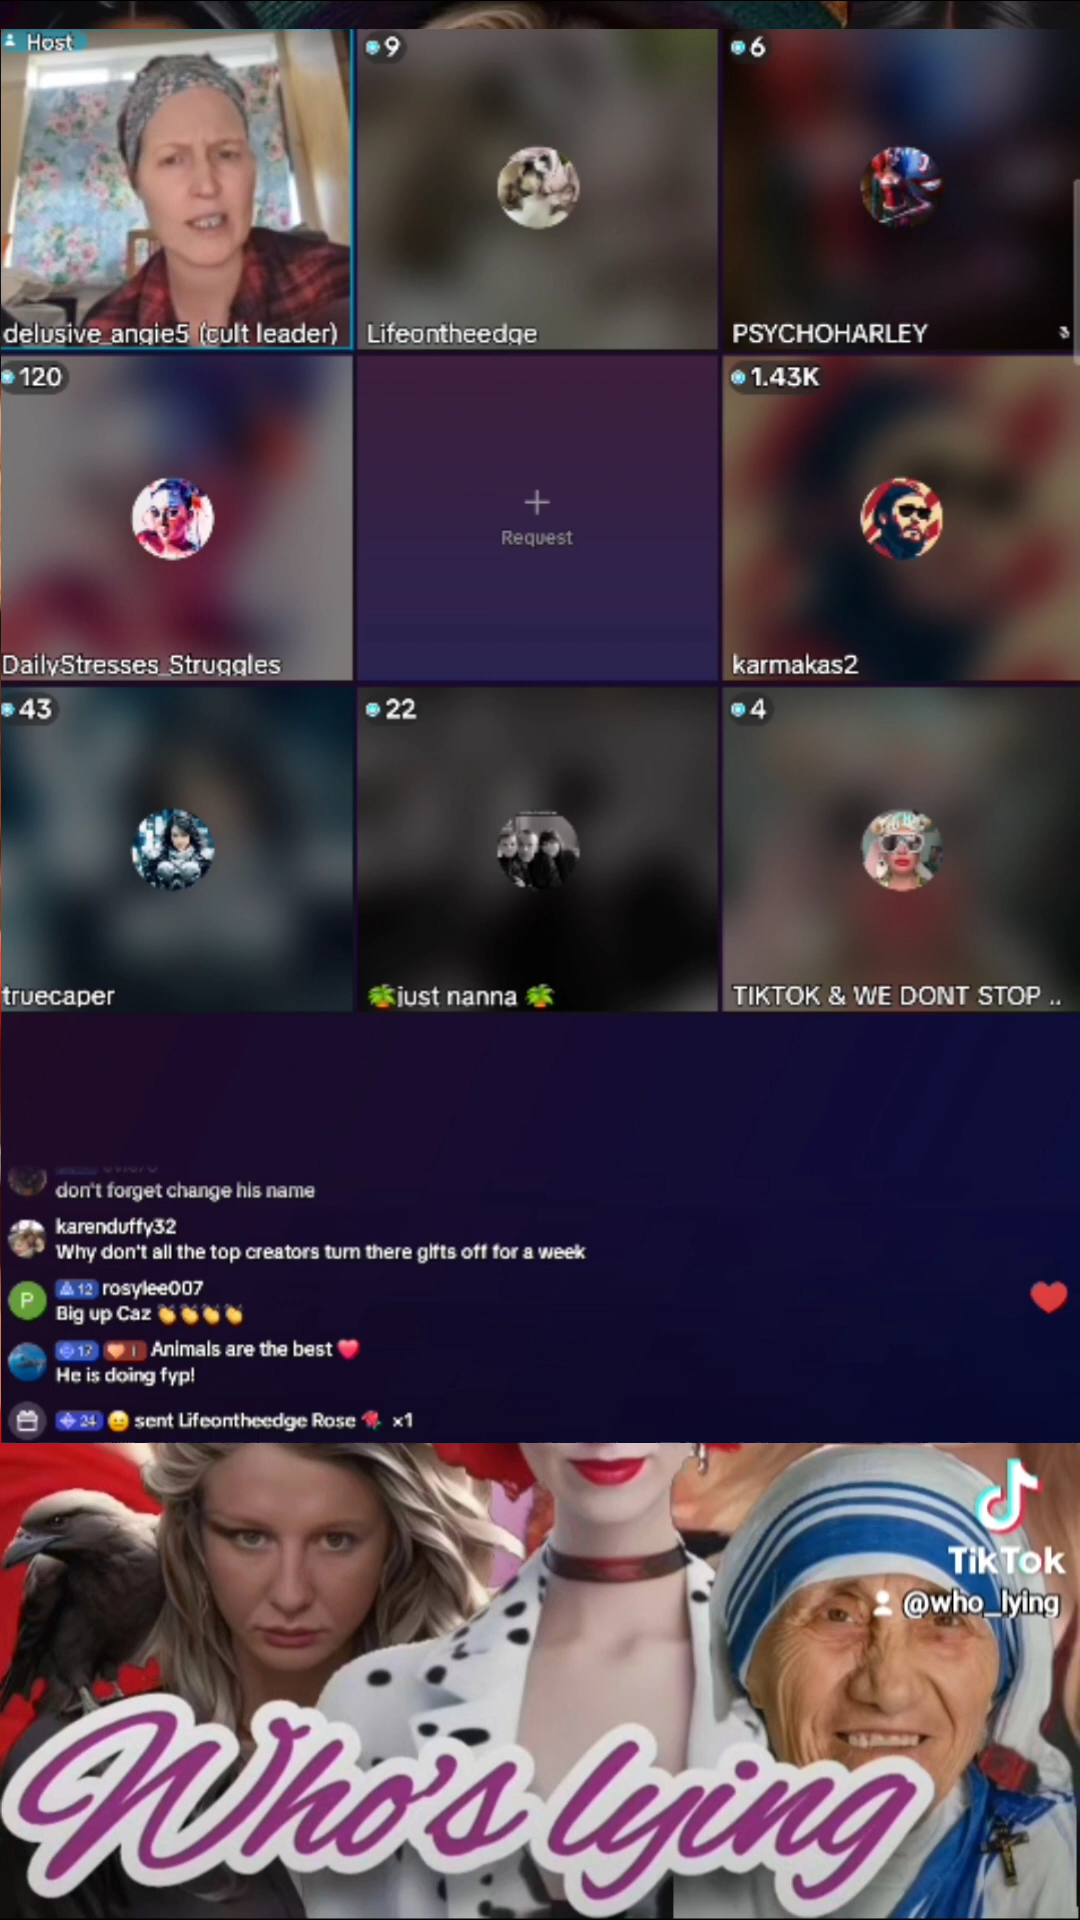 Host
9
6
delusive_angie5 (cult leader)
Lifeontheedge
PSYCHOHARLEY
120
1.43K
+
Request
DailyStresses_Struggles
karmakas2
43
22
4
truecaper
🌴just nanna 🌴
TIKTOK & WE DONT STOP ..
don't forget change his name
karenduffy32
Why don't all the top creators turn there gifts off for a week
12 rosylee007
P
Big up Caz 👏👏👏👏
17 1 Animals are the best ❤️
He is doing fyp!
24 😐 sent Lifeontheedge Rose 🌹 x1
TikTok
@who_lying
Who's lying